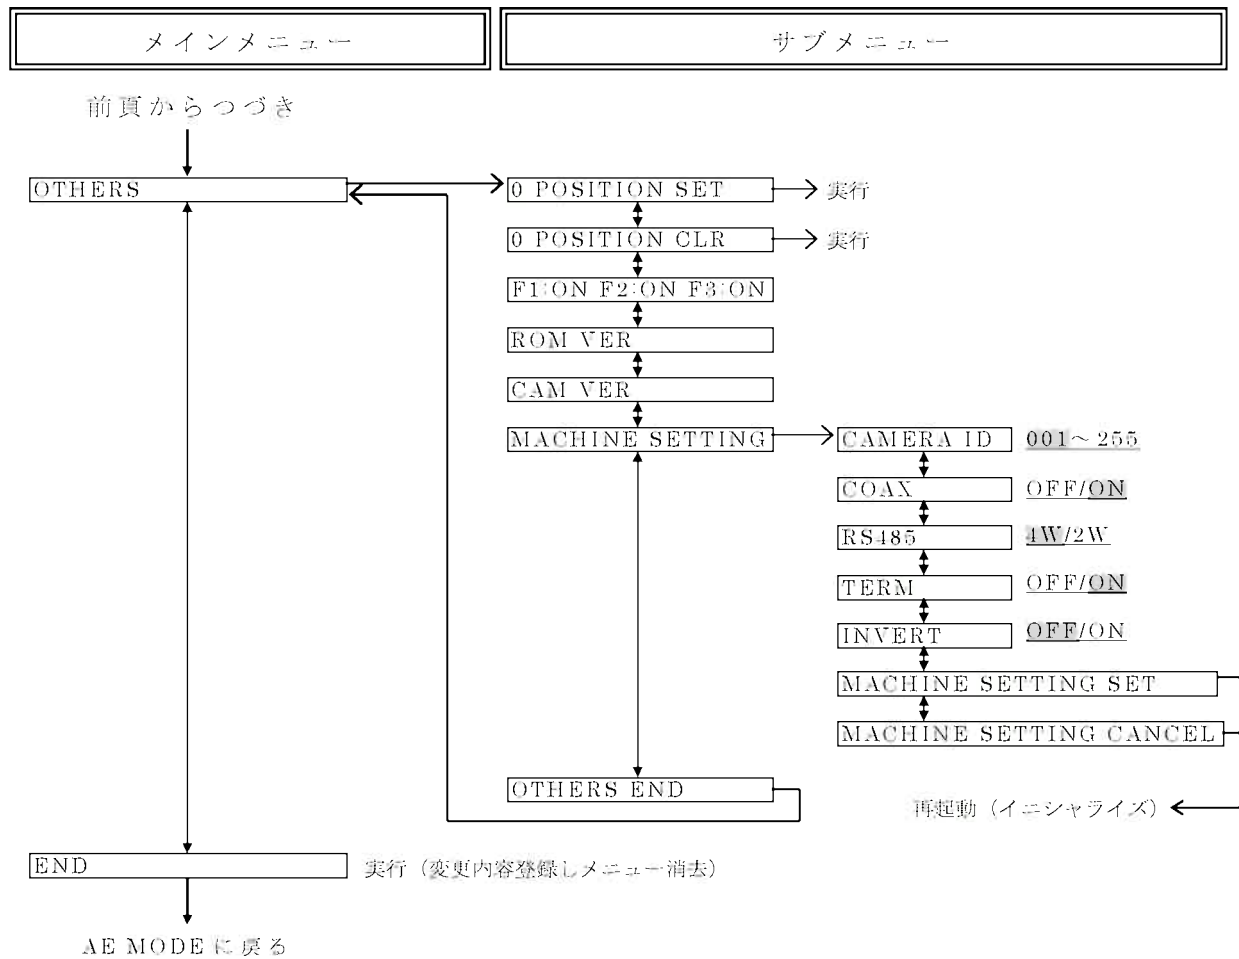 メインメニュー
サブメニュー
前頁からつづき
OTHERS
0 POSITION SET
実行
0 POSITION CLR
実行
F1:ON F2:ON F3:ON
ROM VER
CAM VER
MACHINE SETTING
CAMERA ID
001～255
COAX
OFF/ON
RS485
4W/2W
TERM
OFF/ON
INVERT
OFF/ON
MACHINE SETTING SET
MACHINE SETTING CANCEL
OTHERS END
再起動（イニシャライズ）
END
実行（変更内容登録しメニュー消去）
AE MODEに戻る